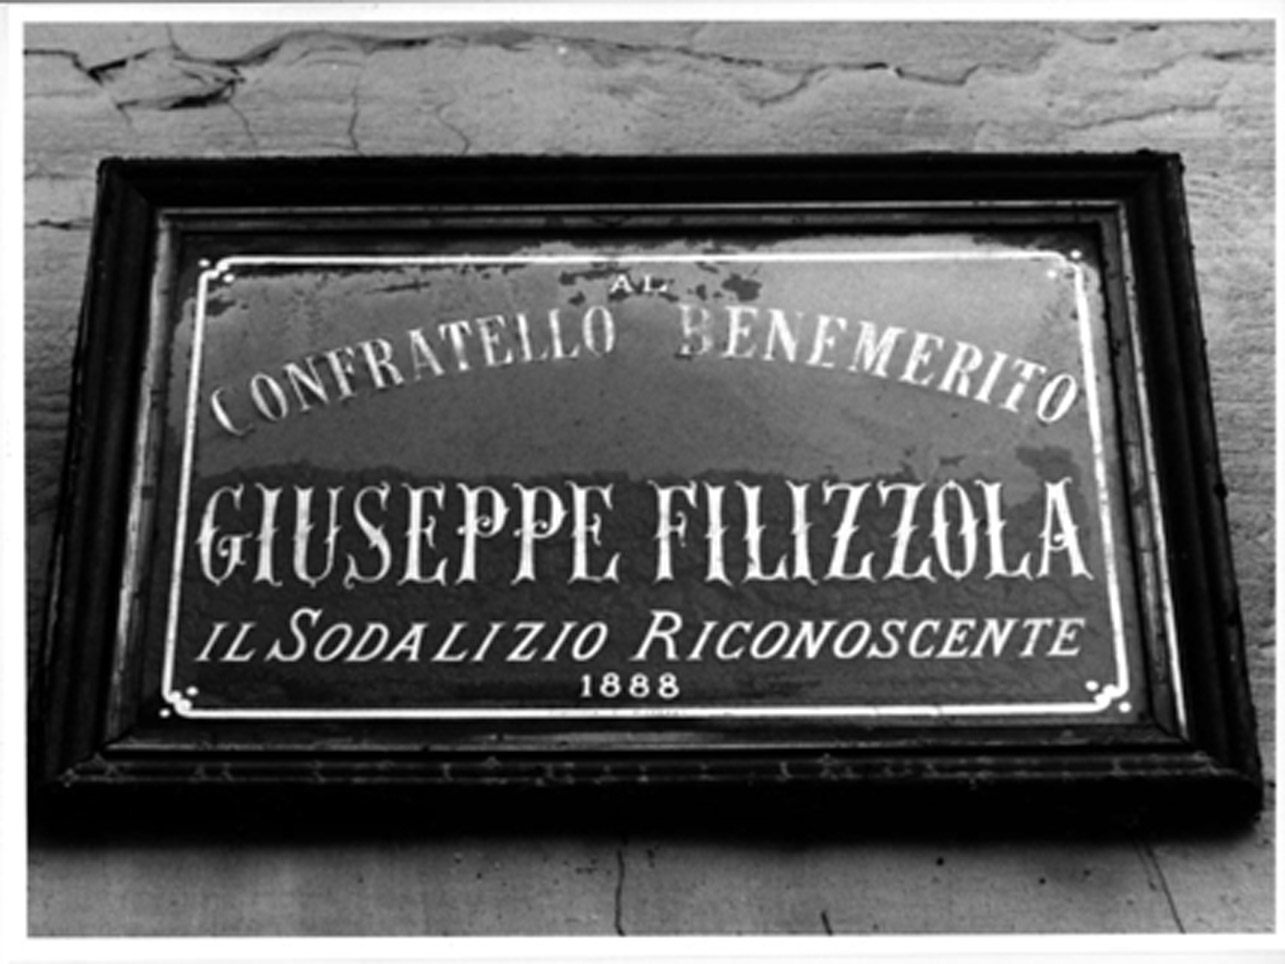 AL
CONFRATELLO BENEMERITO
GIUSEPPE FILIZZOLA
IL SODALIZIO RICONOSCENTE
1888